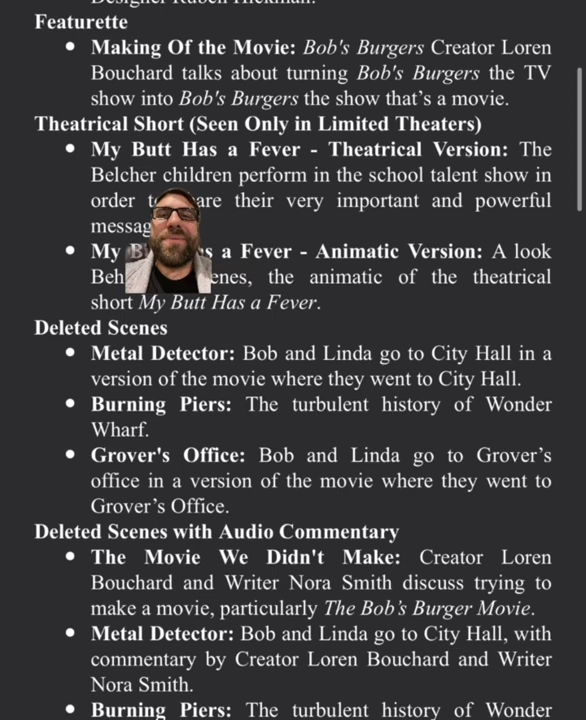 Designer Ruben Hickman.
Featurette
• Making Of the Movie: Bob's Burgers Creator Loren
Bouchard talks about turning Bob's Burgers the TV
show into Bob's Burgers the show that's a movie.
Theatrical Short (Seen Only in Limited Theaters)
• My Butt Has a Fever - Theatrical Version: The
Belcher children perform in the school talent show in
order are their very important and powerful
messag
• My s a Fever - Animatic Version: A look
Beh enes, the animatic of the theatrical
short My Butt Has a Fever.
Deleted Scenes
• Metal Detector: Bob and Linda go to City Hall in a
version of the movie where they went to City Hall.
• Burning Piers: The turbulent history of Wonder
Wharf.
• Grover's Office: Bob and Linda go to Grover's
office in a version of the movie where they went to
Grover's Office.
Deleted Scenes with Audio Commentary
• The Movie We Didn't Make: Creator Loren
Bouchard and Writer Nora Smith discuss trying to
make a movie, particularly The Bob's Burger Movie.
• Metal Detector: Bob and Linda go to City Hall, with
commentary by Creator Loren Bouchard and Writer
Nora Smith.
• Burning Piers: The turbulent history of Wonder